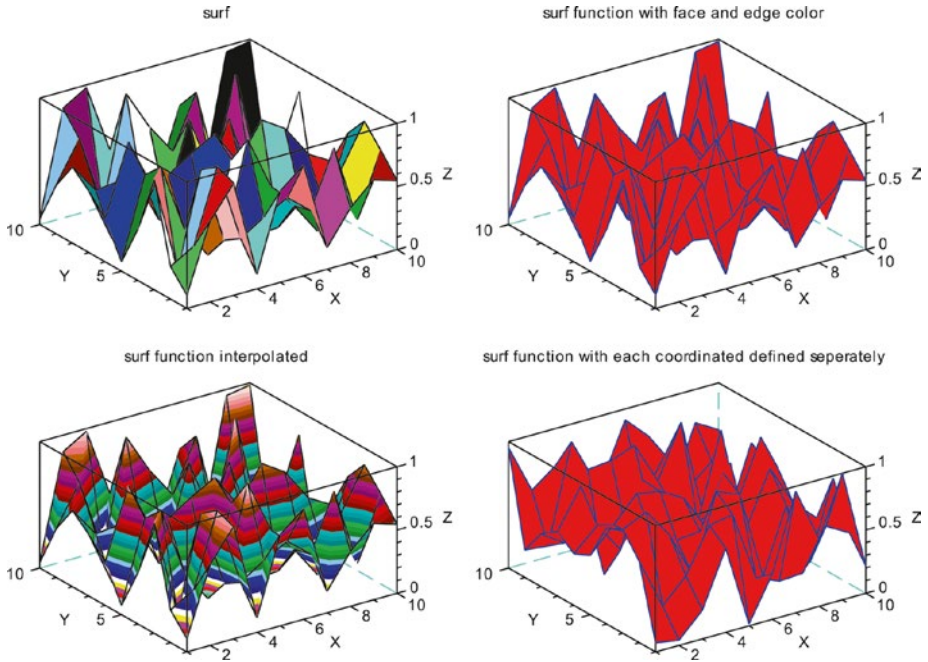 surf
surf function with face and edge color
1
0.5
Z
0
10
10
Y
5
2
4
6
8
X
1
0.5
Z
0
10
10
Y
5
2
4
6
8
X
surf function interpolated
surf function with each coordinated defined seperately
1
0.5
Z
0
10
10
Y
5
2
4
6
8
X
1
0.5
Z
0
10
10
Y
5
2
4
6
8
X